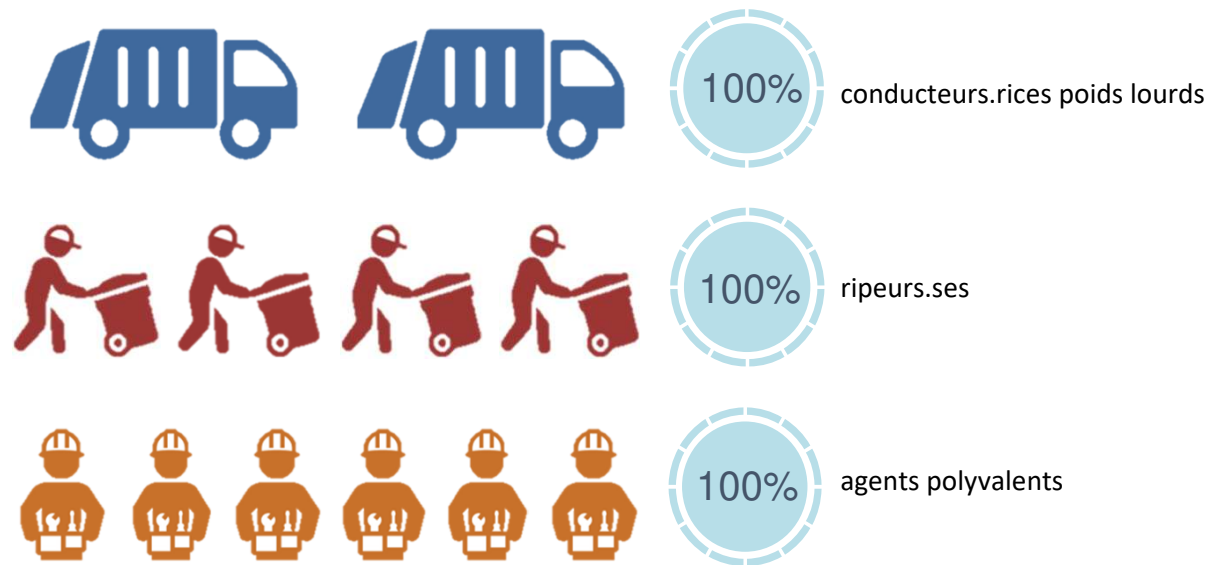 100% conducteurs.rices poids lourds
100% ripeurs.ses
100% agents polyvalents